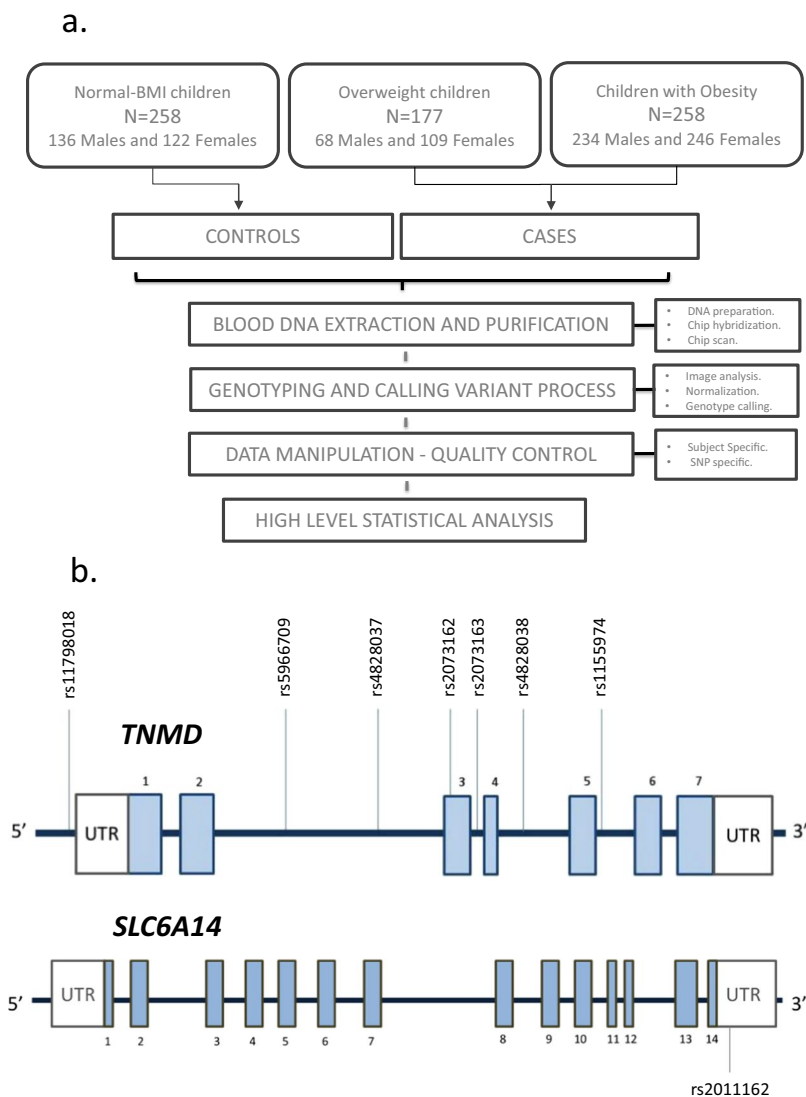 a.
Normal-BMI children
N=258
136 Males and 122 Females
Overweight children
N=177
68 Males and 109 Females
Children with Obesity
N=258
234 Males and 246 Females
CONTROLS
CASES
BLOOD DNA EXTRACTION AND PURIFICATION
• DNA preparation.
• Chip hybridization.
• Chip scan.
GENOTYPING AND CALLING VARIANT PROCESS
• Image analysis.
• Normalization.
• Genotype calling.
DATA MANIPULATION - QUALITY CONTROL
• Subject Specific.
• SNP specific.
HIGH LEVEL STATISTICAL ANALYSIS
b.
rs11798018
rs5966709
rs4828037
rs2073162
rs2073163
rs4828038
rs1155974
TNMD
1 2 3 4 5 6 7
5’ UTR UTR 3’
SLC6A14
5’ UTR UTR 3’
1 2 3 4 5 6 7 8 9 10 11 12 13 14
rs2011162